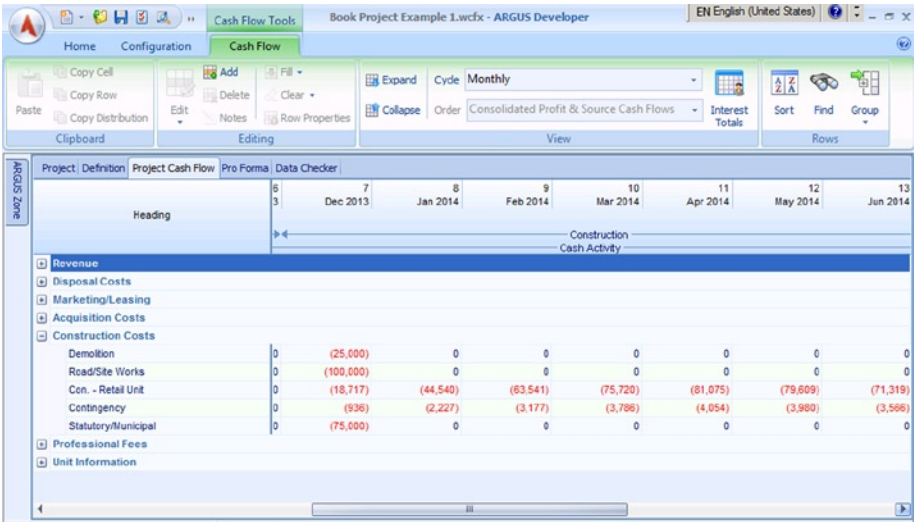 Cash Flow Tools
Book Project Example 1.wcfx - ARGUS Developer
EN English (United States)
Home Configuration Cash Flow
Paste
Copy Cell
Copy Row
Copy Distribution
Clipboard
Edit
Add
Delete
Notes
Fill
Clear
Row Properties
Editing
Expand
Collapse
Cycle Monthly
Order Consolidated Profit & Source Cash Flows
Interest
Totals
View
Sort
Find
Group
Rows
ARGUS Zone
Project Definition Project Cash Flow Pro Forma Data Checker
Heading
6 7 8 9 10 11 12 13
3 Dec 2013 Jan 2014 Feb 2014 Mar 2014 Apr 2014 May 2014 Jun 2014
Construction
Cash Activity
Revenue
Disposal Costs
Marketing/Leasing
Acquisition Costs
Construction Costs
Demolition 0 (25,000) 0 0 0 0 0 0
Road/Site Works 0 (100,000) 0 0 0 0 0 0
Con. - Retail Unit 0 (18,717) (44,540) (63,541) (75,720) (81,075) (79,609) (71,319)
Contingency 0 (936) (2,227) (3,177) (3,786) (4,054) (3,980) (3,566)
Statutory/Municipal 0 (75,000) 0 0 0 0 0 0
Professional Fees
Unit Information